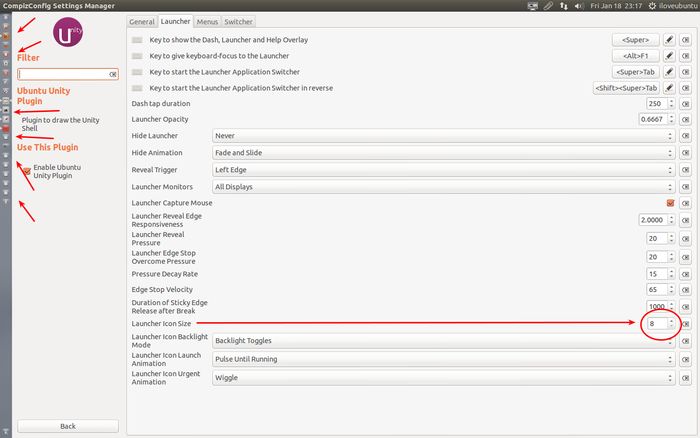 CompizConfig Settings Manager
Fri Jan 18 23:17 iloveubuntu
Unity
Filter
Ubuntu Unity
Plugin
Plugin to draw the Unity
Shell
Use This Plugin
Enable Ubuntu
Unity Plugin
Back
General Launcher Menus Switcher
Key to show the Dash, Launcher and Help Overlay <Super>
Key to give keyboard-focus to the Launcher <Alt>F1
Key to start the Launcher Application Switcher <Super>Tab
Key to start the Launcher Application Switcher in reverse <Shift><Super>Tab
Dash tap duration 250
Launcher Opacity 0.6667
Hide Launcher Never
Hide Animation Fade and Slide
Reveal Trigger Left Edge
Launcher Monitors All Displays
Launcher Capture Mouse
Launcher Reveal Edge
Responsiveness 2.0000
Launcher Reveal
Pressure 20
Launcher Edge Stop
Overcome Pressure 20
Pressure Decay Rate 15
Edge Stop Velocity 65
Duration of Sticky Edge
Release after Break 1000
Launcher Icon Size 8
Launcher Icon Backlight
Mode Backlight Toggles
Launcher Icon Launch
Animation Pulse Until Running
Launcher Icon Urgent
Animation Wiggle